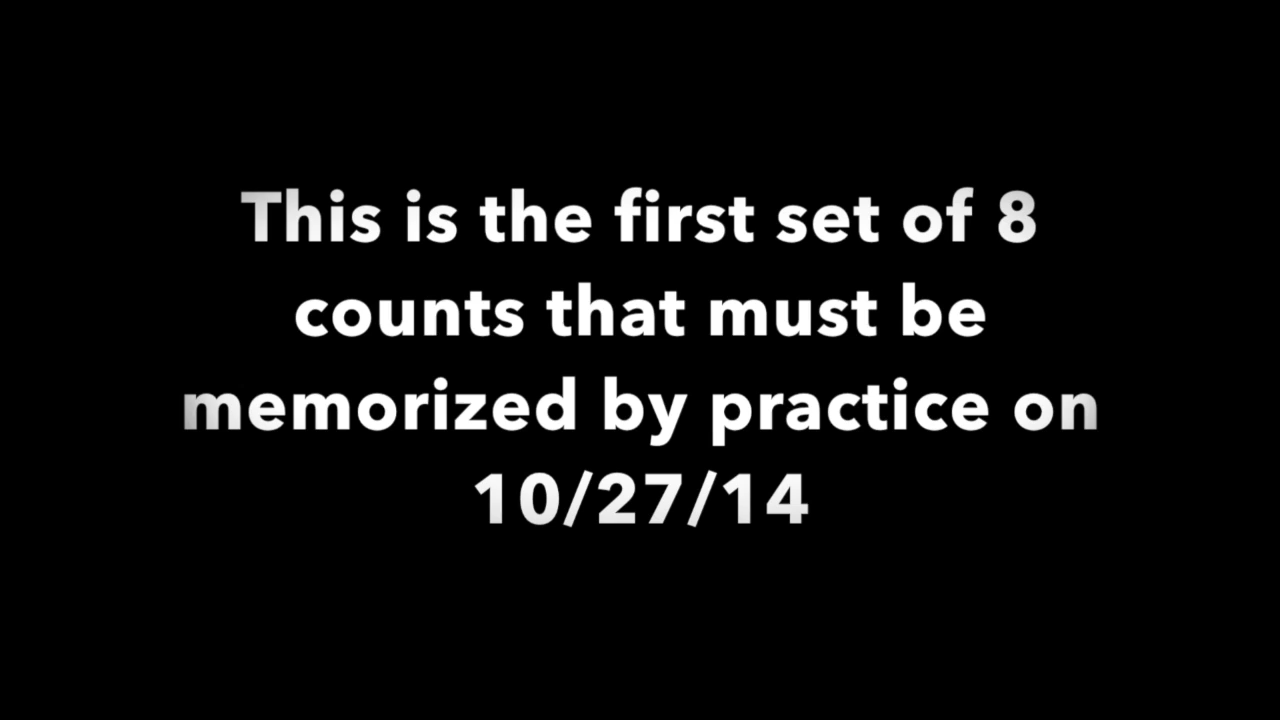 This is the first set of 8
counts that must be
memorized by practice on
10/27/14